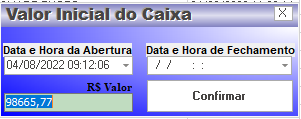 Valor Inicial do Caixa
Data e Hora da Abertura Data e Hora de Fechamento
04/08/2022 09:12:06 / / : :
R$ Valor
98665,77 Confirmar